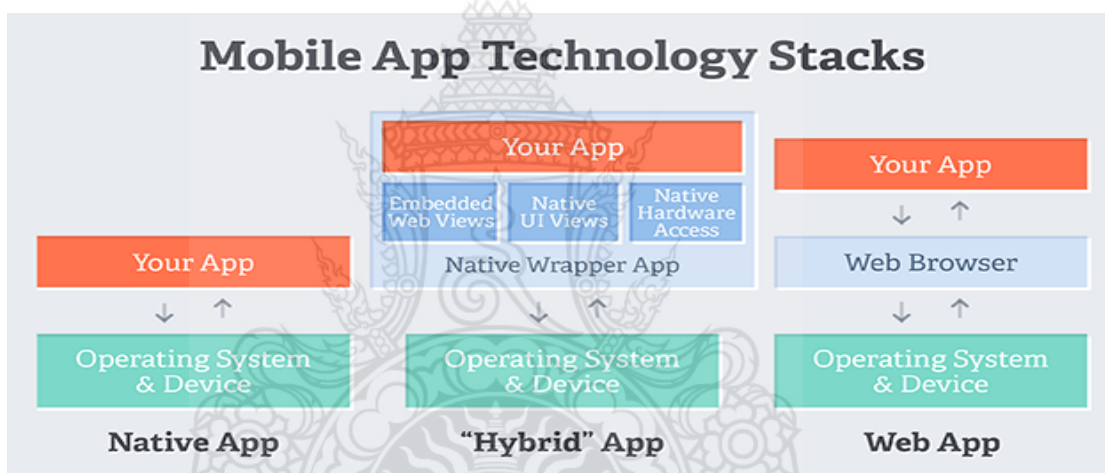 Mobile App Technology Stacks
Your App
Operating System
& Device
Native App
Your App
Embedded
Web Views
Native
UI Views
Native
Hardware
Access
Native Wrapper App
Operating System
& Device
“Hybrid” App
Your App
Web Browser
Operating System
& Device
Web App